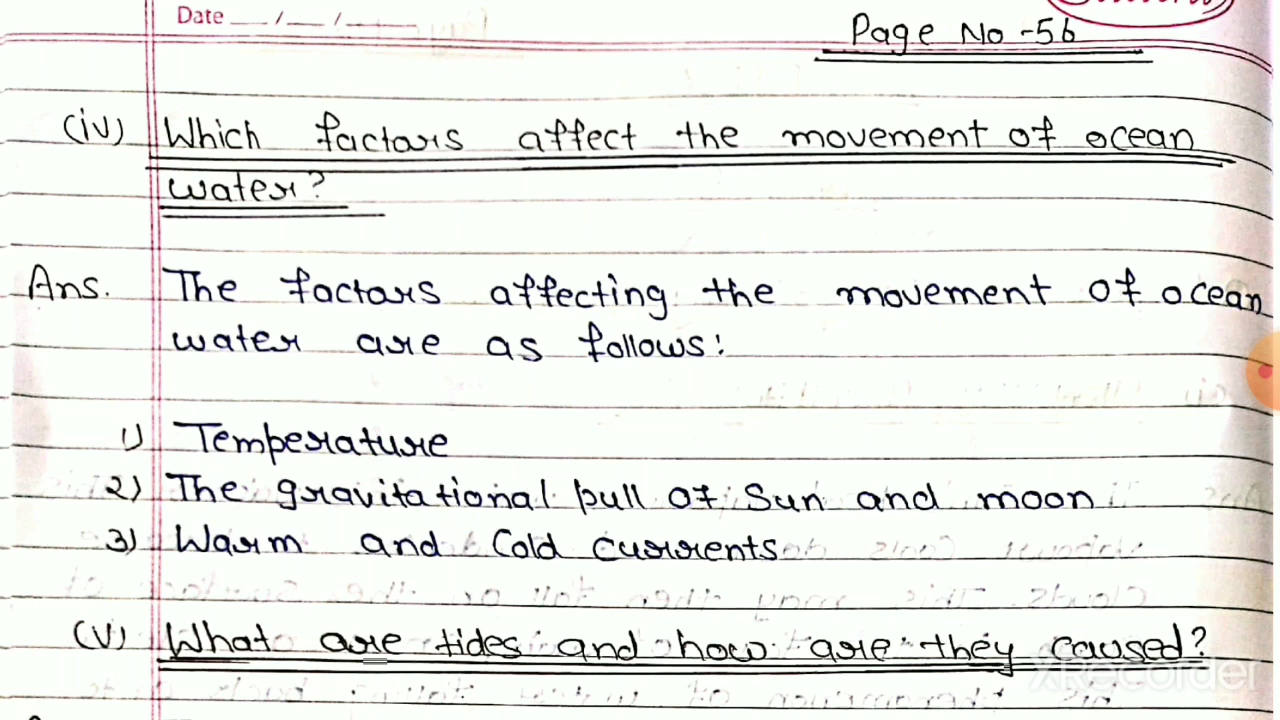 Date __/__/____
Page No -56
(iv) Which factors affect the movement of ocean
water?
Ans. The factors affecting the movement of ocean
water are as follows:
1) Temperature
2) The gravitational pull of Sun and moon
3) Warm and Cold currents
(v) What are tides and how are they caused?
XRecorder